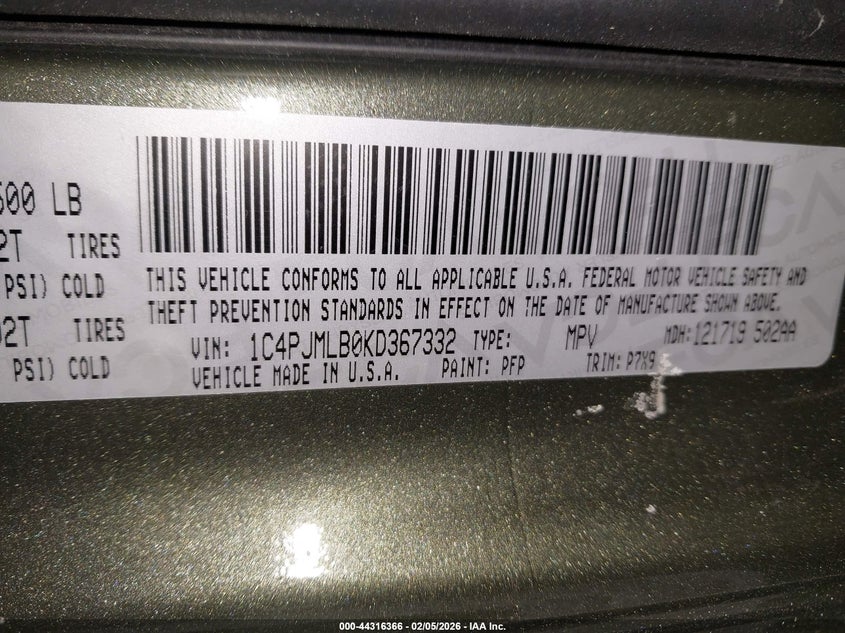 500 LB
2T TIRES
PSI) COLD
02T TIRES
PSI) COLD
THIS VEHICLE CONFORMS TO ALL APPLICABLE U.S.A. FEDERAL MOTOR VEHICLE SAFETY AND
THEFT PREVENTION STANDARDS IN EFFECT ON THE DATE OF MANUFACTURE SHOWN ABOVE.
VIN: 1C4PJMLB0KD367332 TYPE: MPV MDH:121719 502AA
VEHICLE MADE IN U.S.A. PAINT: PFP TRIM: P7X9
000-44316366 - 02/05/2026 - IAA Inc.